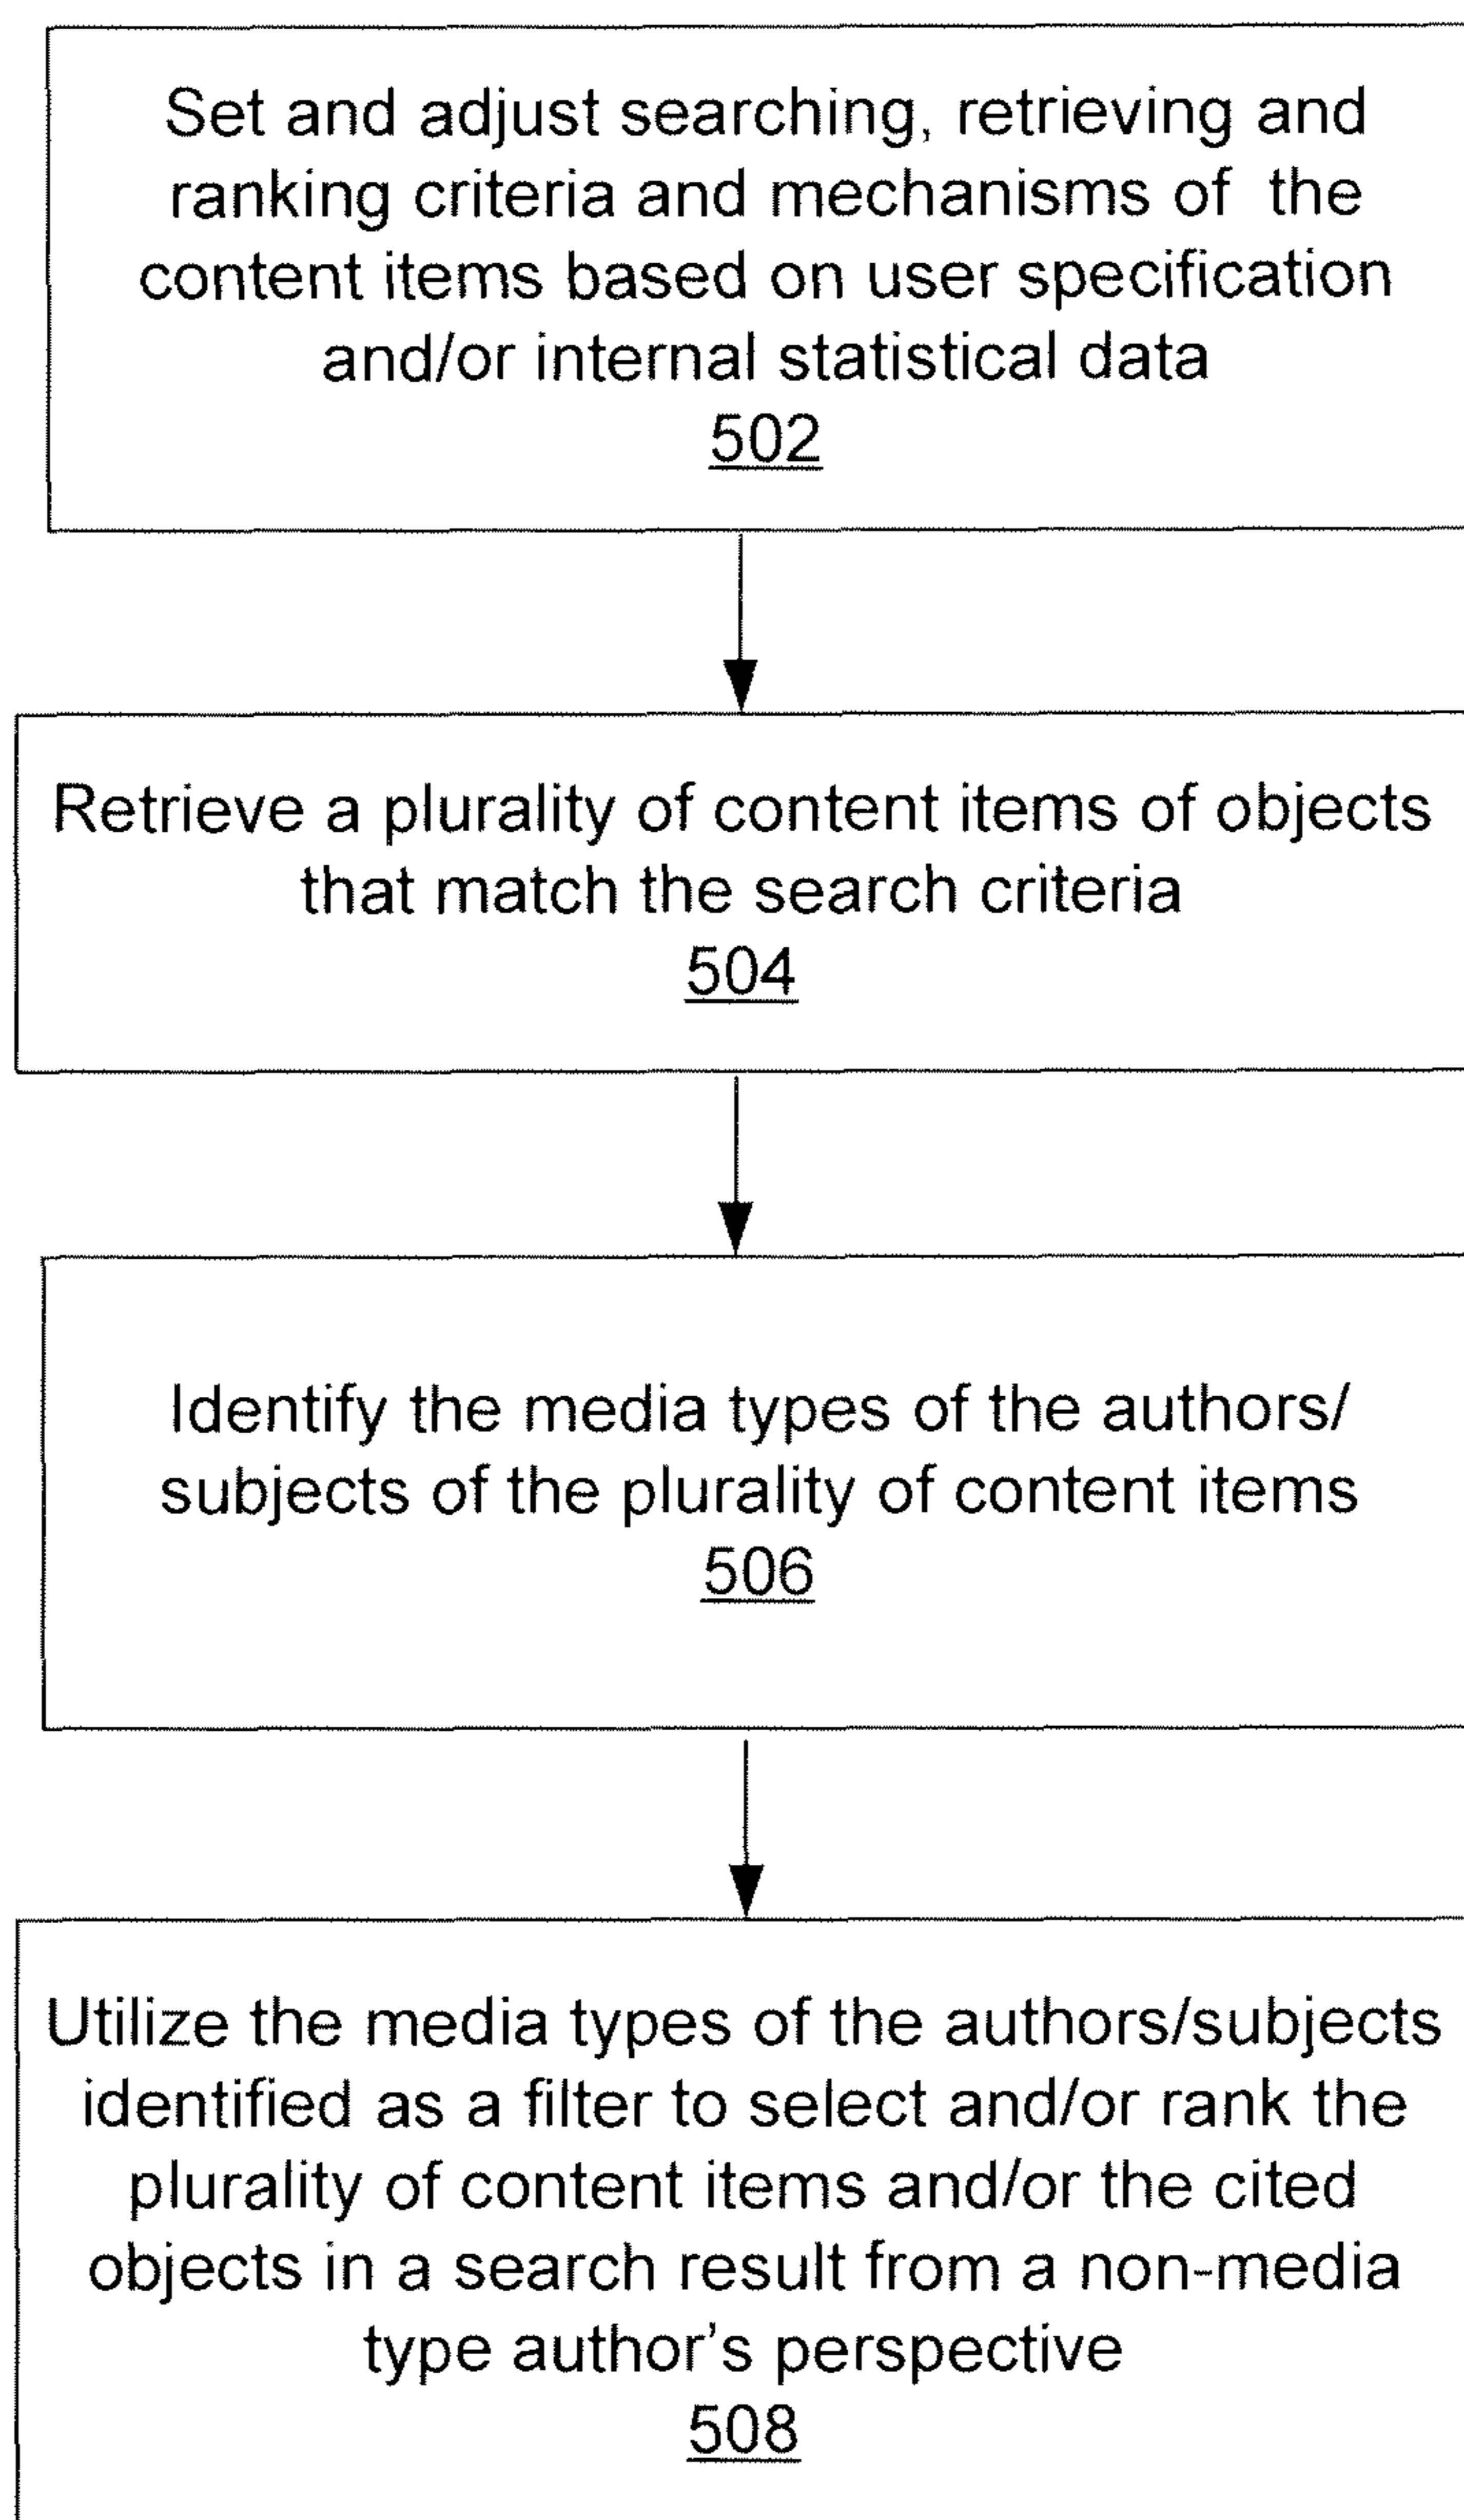 Set and adjust searching, retrieving and
ranking criteria and mechanisms of the
content items based on user specification
and/or internal statistical data
502
Retrieve a plurality of content items of objects
that match the search criteria
504
Identify the media types of the authors/
subjects of the plurality of content items
506
Utilize the media types of the authors/subjects
identified as a filter to select and/or rank the
plurality of content items and/or the cited
objects in a search result from a non-media
type author's perspective
508